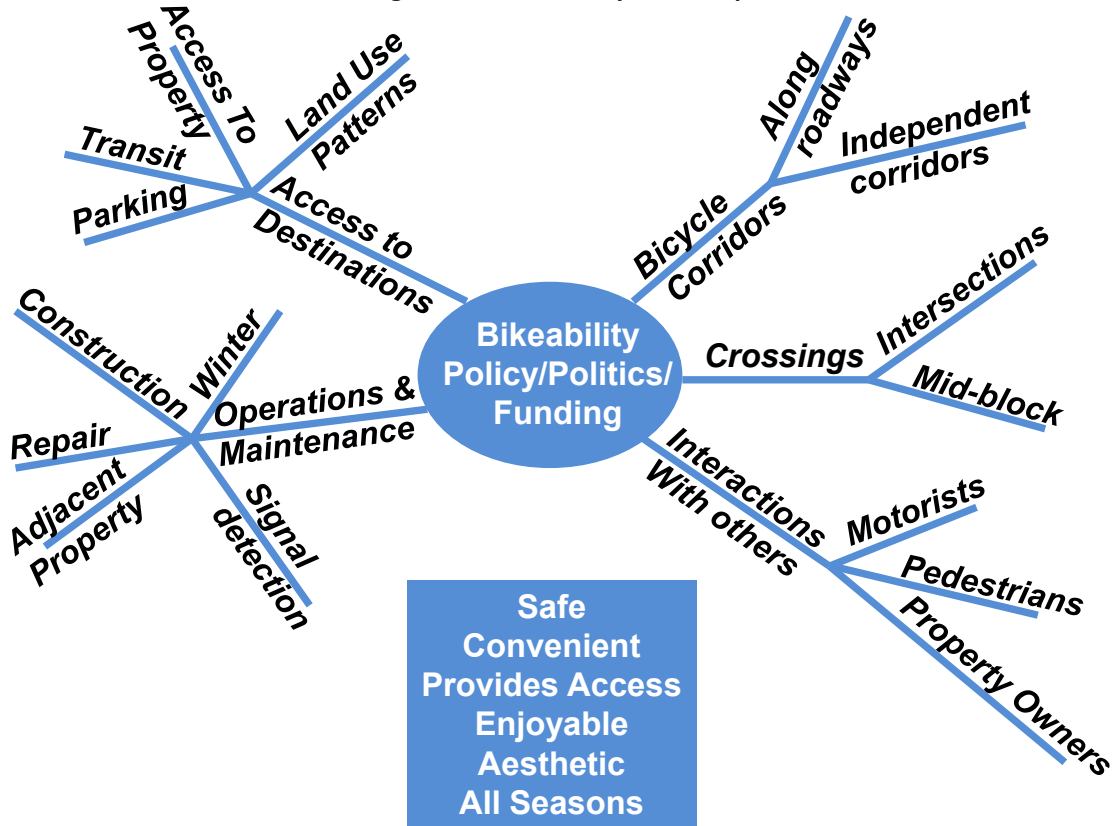 Access To
Property
Land Use
Patterns
Transit
Parking
Access to
Destinations
Along
roadways
Independent
corridors
Bicycle
Corridors
Construction
Winter
Operations &
Maintenance
Repair
Adjacent
Property
Signal
detection
Bikeability
Policy/Politics/
Funding
Crossings
Intersections
Mid-block
Interactions
With others
Motorists
Pedestrians
Property Owners
Safe
Convenient
Provides Access
Enjoyable
Aesthetic
All Seasons